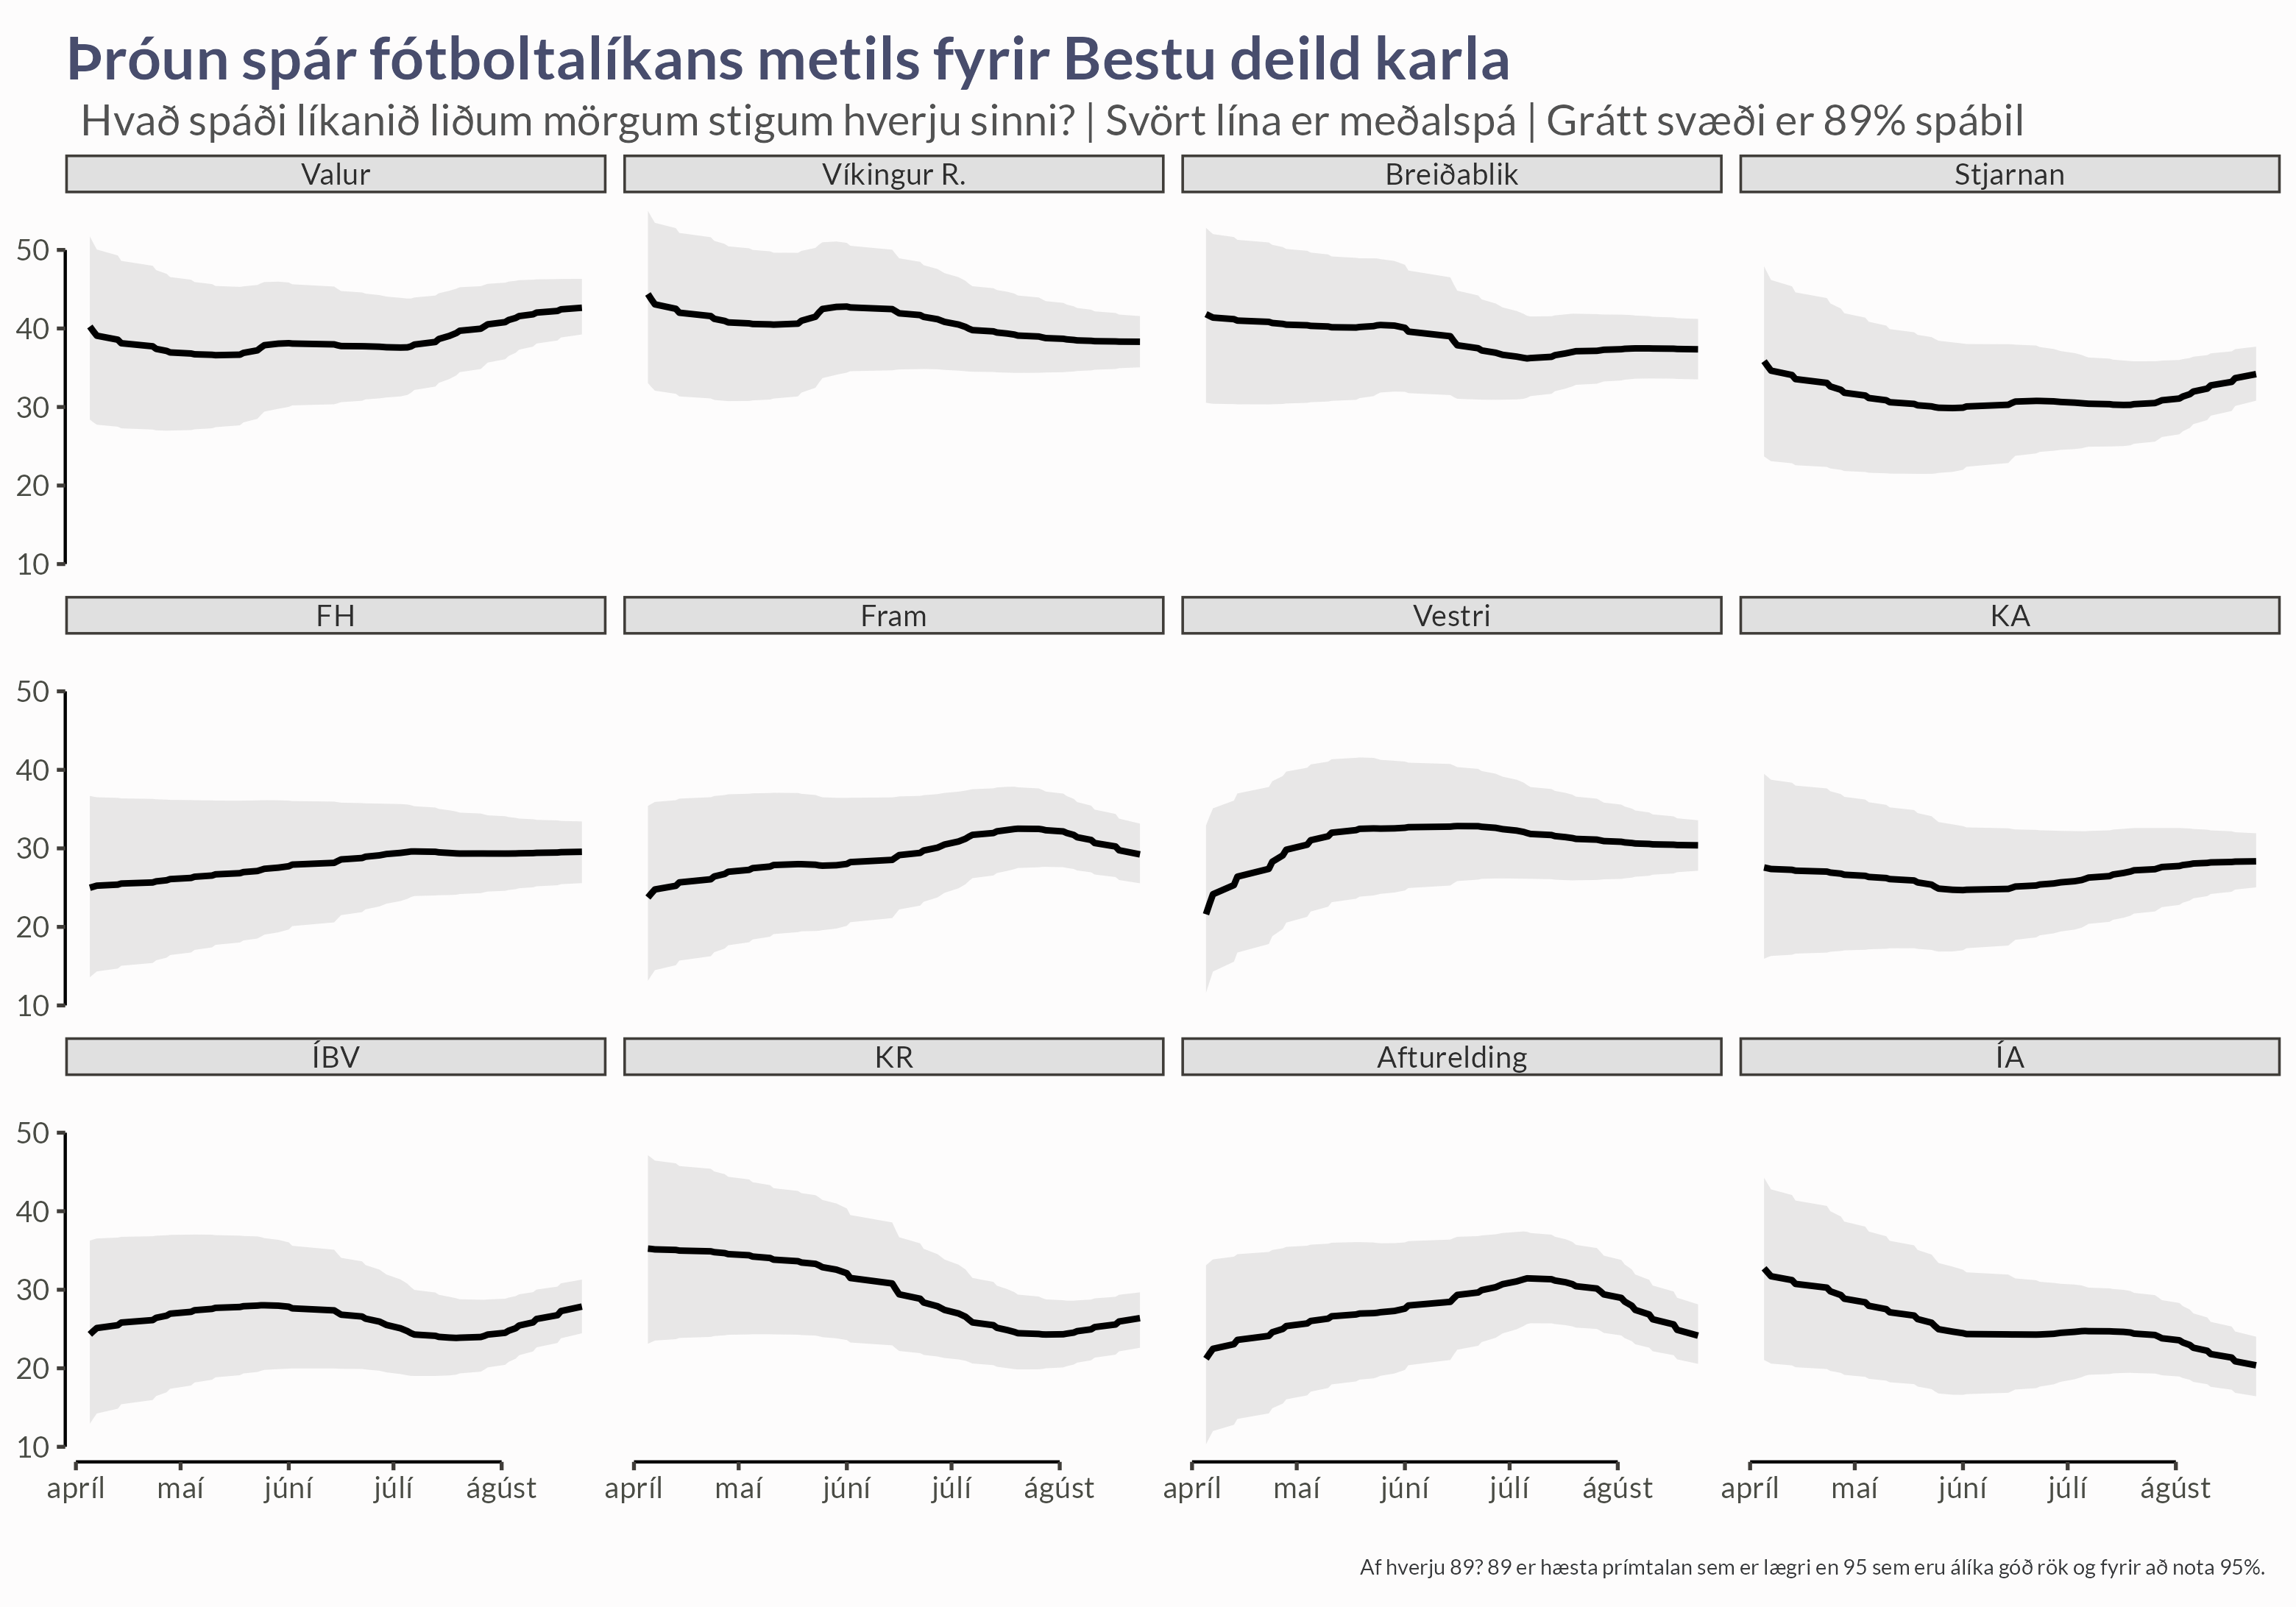 Þróun spár fótboltalíkans metils fyrir Bestu deild karla
Hvað spáði líkanið liðum mörgum stigum hverju sinni? | Svört lína er meðalspá | Grátt svæði er 89% spábil
Valur
Víkingur R.
Breiðablik
Stjarnan
50
40
30
20
10
FH
Fram
Vestri
KA
50
40
30
20
10
ÍBV
KR
Afturelding
ÍA
50
40
30
20
10
apríl maí júní júlí ágúst
apríl maí júní júlí ágúst
apríl maí júní júlí ágúst
apríl maí júní júlí ágúst
Af hverju 89? 89 er hæsta prímtalan sem er lægri en 95 sem eru álíka góð rök og fyrir að nota 95%.